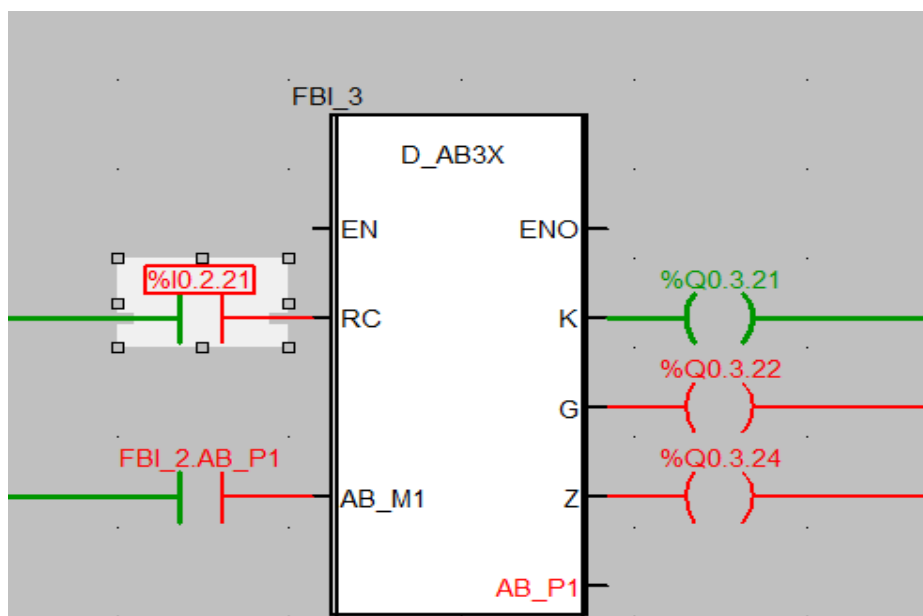 FBI_3
D_AB3X
EN ENO
%I0.2.21 %Q0.3.21
RC K
%Q0.3.22
G
FBI_2.AB_P1 %Q0.3.24
AB_M1 Z
AB_P1